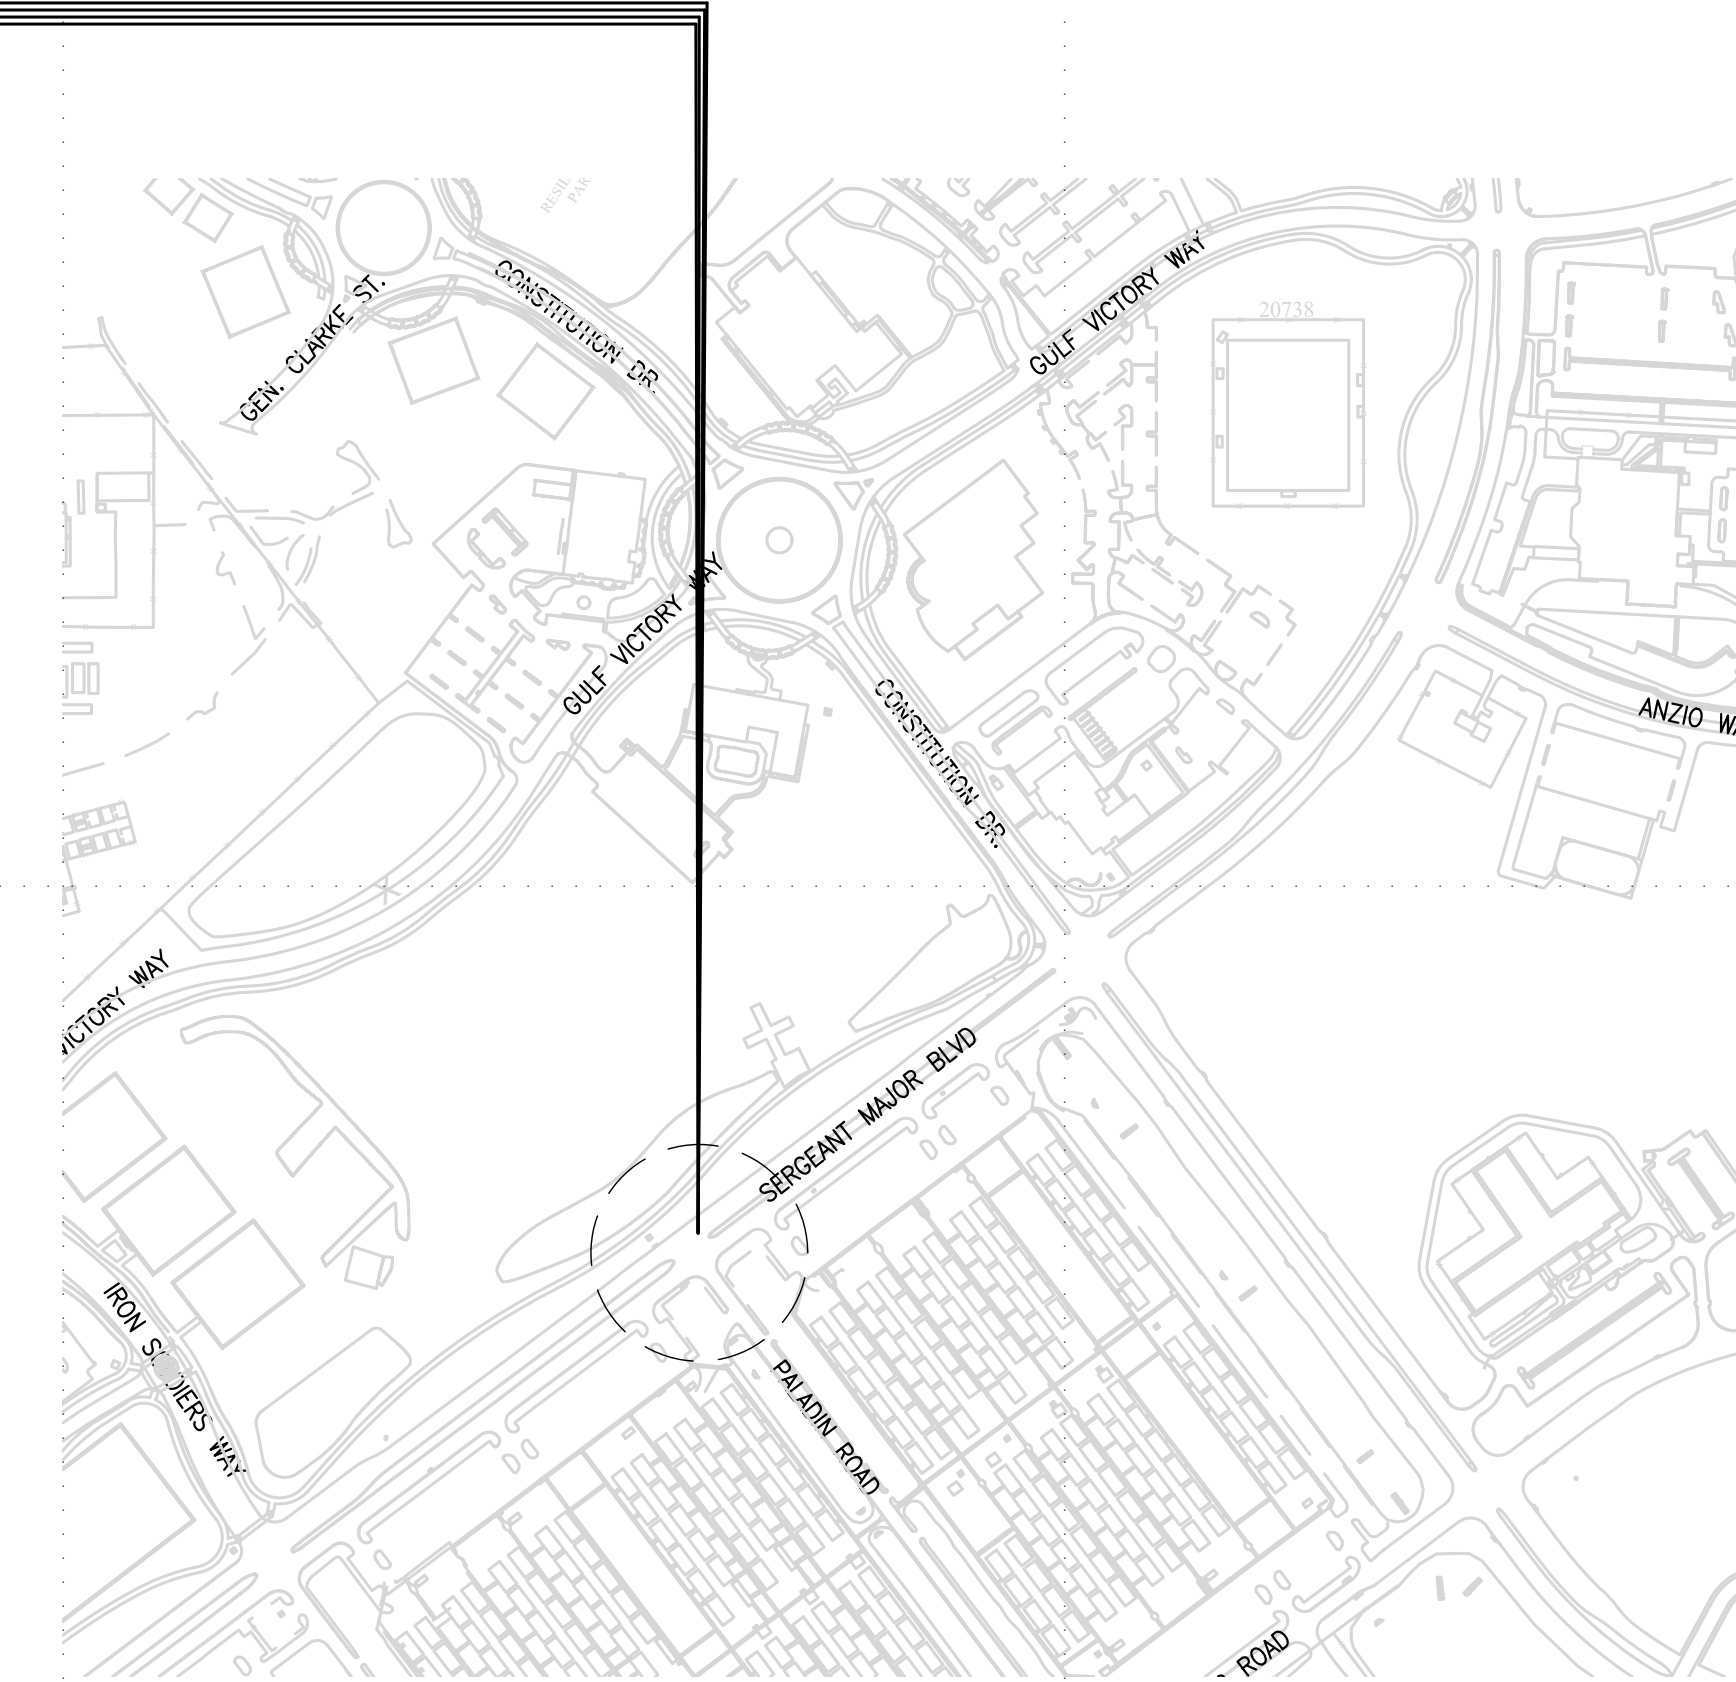 GEN. CLARKE ST.
CONSTITUTION DR
GULF VICTORY WAY
20738
GULF VICTORY WAY
CONSTITUTION DR.
ANZIO
VICTORY WAY
SERGEANT MAJOR BLVD
IRON SOLDIERS WAY
PALADIN ROAD
ROAD